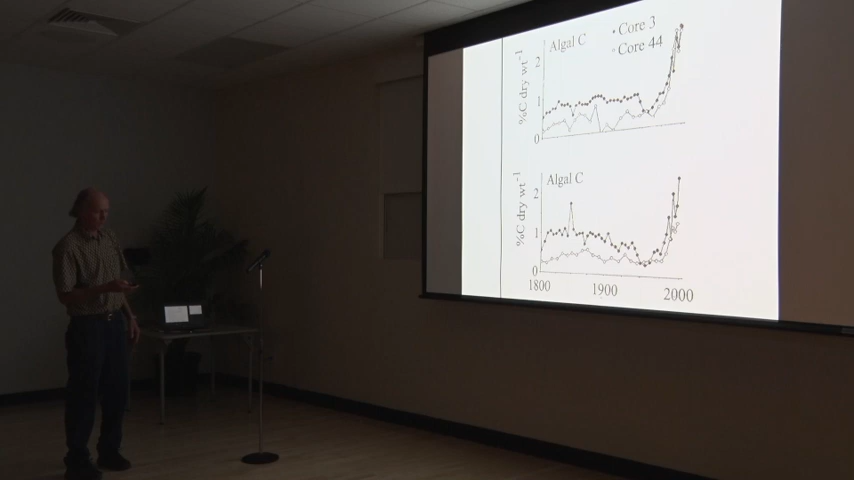 Algal C
• Core 3
◦ Core 44
%C dry wt⁻¹
2
1
0
Algal C
%C dry wt⁻¹
2
1
0
1800 1900 2000